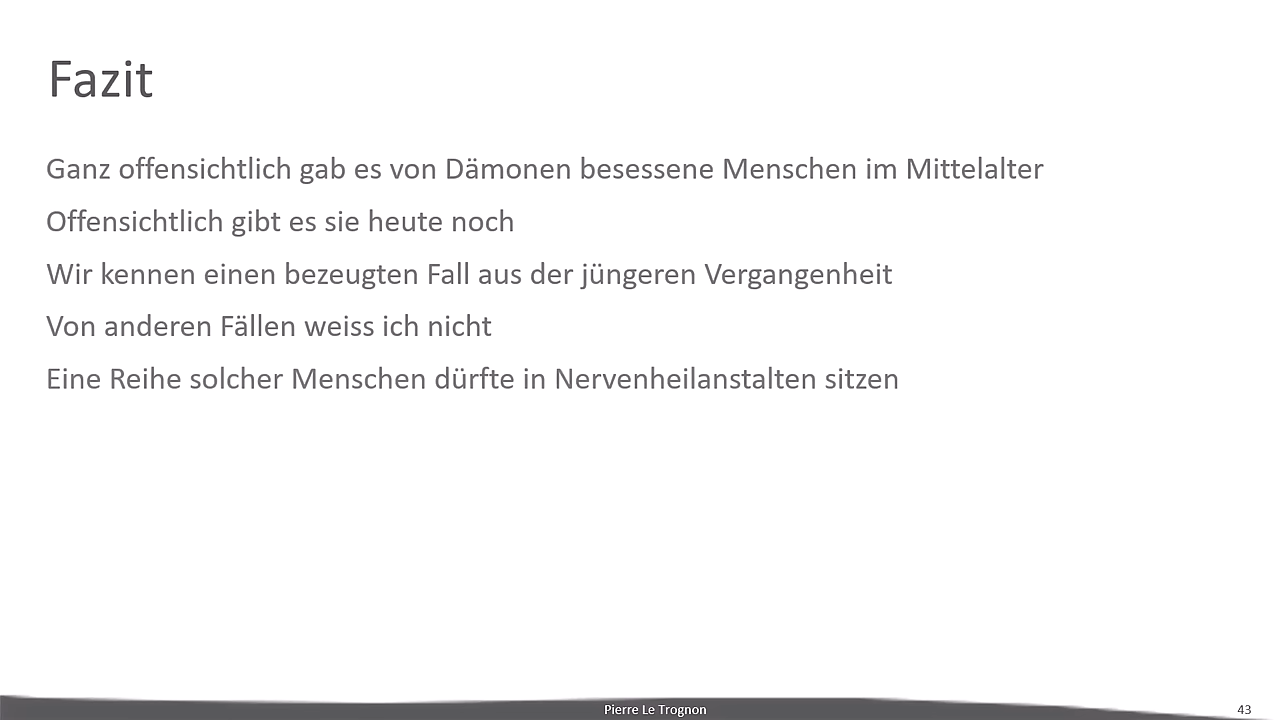 Fazit
Ganz offensichtlich gab es von Dämonen besessene Menschen im Mittelalter
Offensichtlich gibt es sie heute noch
Wir kennen einen bezeugten Fall aus der jüngeren Vergangenheit
Von anderen Fällen weiss ich nicht
Eine Reihe solcher Menschen dürfte in Nervenheilanstalten sitzen
Pierre Le Trognon
43